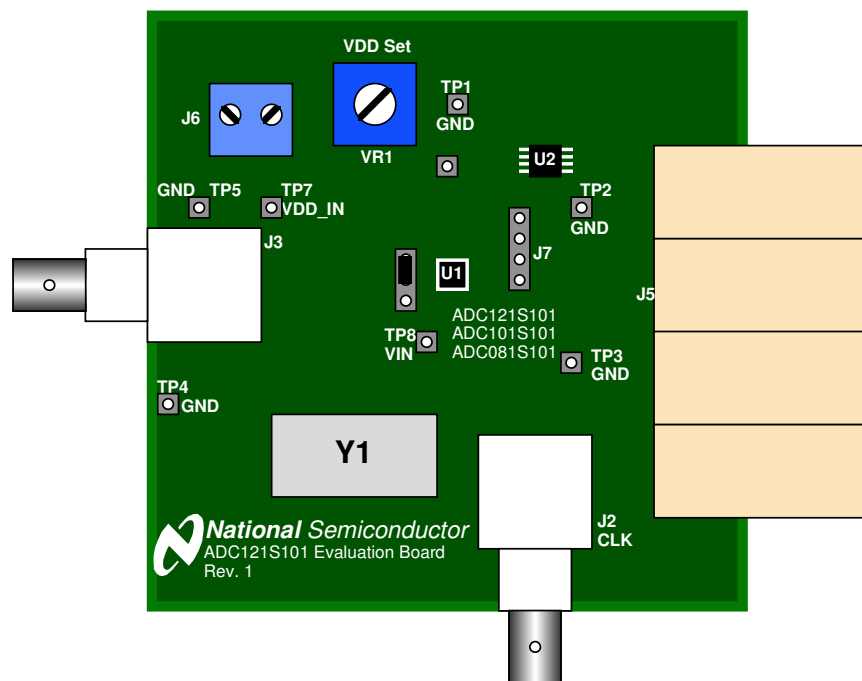 VDD Set
J6
VR1
TP1
GND
U2
GND TP5
TP7
VDD_IN
TP2
GND
J3
J7
U1
J5
ADC121S101
ADC101S101
ADC081S101
TP8
VIN
TP3
GND
TP4
GND
Y1
National Semiconductor
ADC121S101 Evaluation Board
Rev. 1
J2
CLK